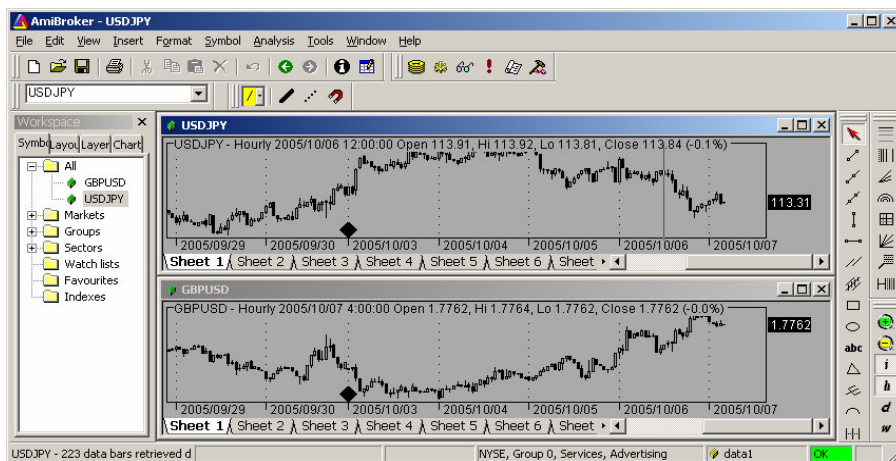 AmiBroker - USDJPY
File Edit View Insert Format Symbol Analysis Tools Window Help
USDJPY
Workspace
Symbo Layou Layer Chart
All
GBPUSD
USDJPY
Markets
Groups
Sectors
Watch lists
Favourites
Indexes
USDJPY
USDJPY - Hourly 2005/10/06 12:00:00 Open 113.91, Hi 113.92, Lo 113.81, Close 113.84 (-0.1%)
113.31
2005/09/29 2005/09/30 2005/10/03 2005/10/04 2005/10/05 2005/10/06 2005/10/07
Sheet 1 Sheet 2 Sheet 3 Sheet 4 Sheet 5 Sheet 6 Sheet
GBPUSD
GBPUSD - Hourly 2005/10/07 4:00:00 Open 1.7762, Hi 1.7764, Lo 1.7762, Close 1.7762 (-0.0%)
1.7762
2005/09/29 2005/09/30 2005/10/03 2005/10/04 2005/10/05 2005/10/06 2005/10/07
Sheet 1 Sheet 2 Sheet 3 Sheet 4 Sheet 5 Sheet 6 Sheet
abc
i
h
d
w
USDJPY - 223 data bars retrieved d
NYSE, Group 0, Services, Advertising
data1
OK